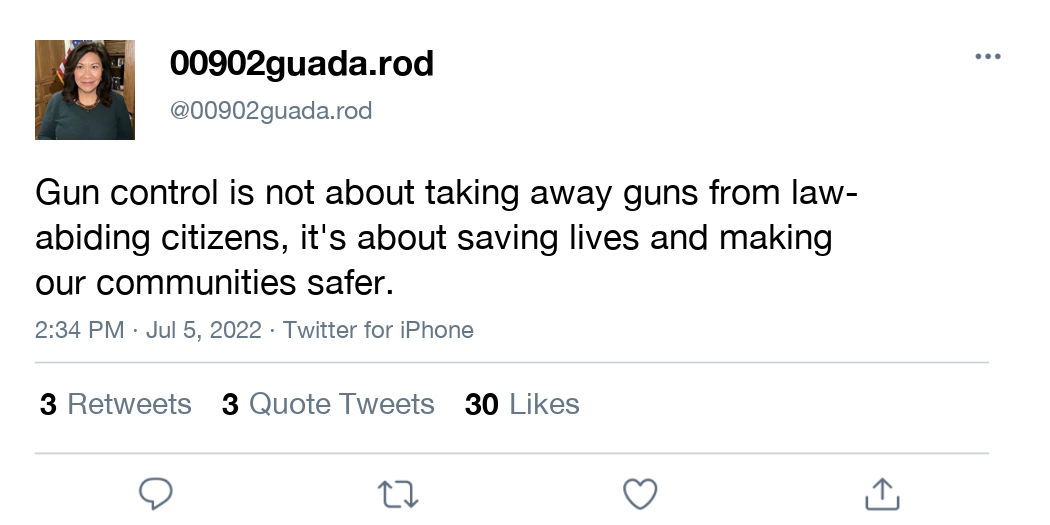 00902guada.rod
@00902guada.rod
Gun control is not about taking away guns from law-
abiding citizens, it's about saving lives and making
our communities safer.
2:34 PM · Jul 5, 2022 · Twitter for iPhone
3 Retweets 3 Quote Tweets 30 Likes